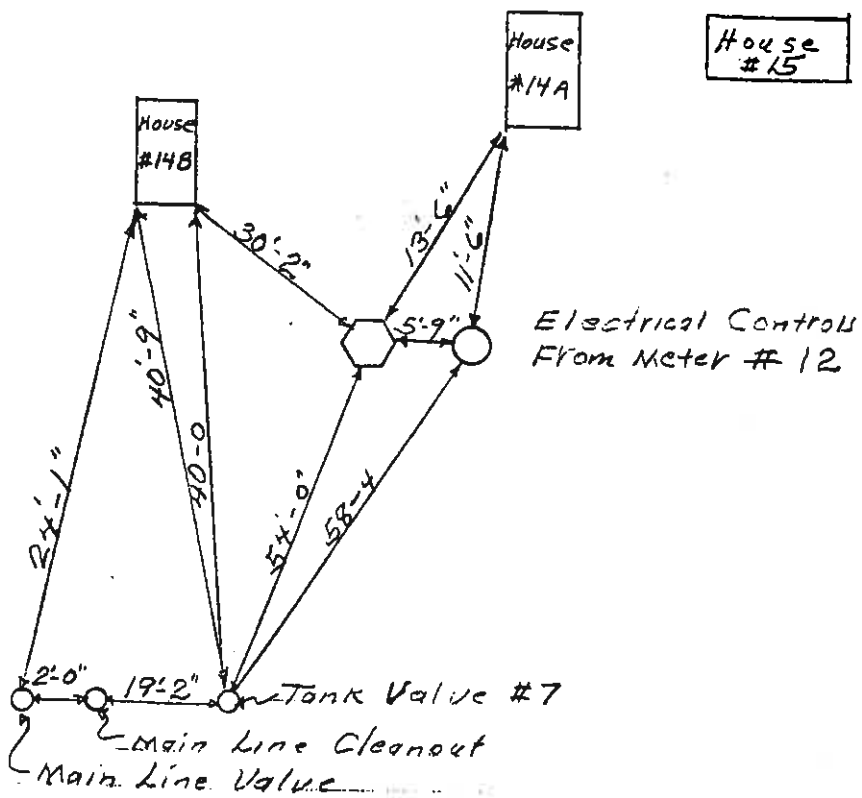 House
#14A
House
#15
House
#14B
30'-2"
13'-6"
11'-6"
5'-9"
Electrical Controls
From Meter # 12
40'-9"
40-0
24'-1"
54'-0"
58-4
2'-0"
19'-2"
Tank Value #7
Main Line Cleanout
Main Line Value